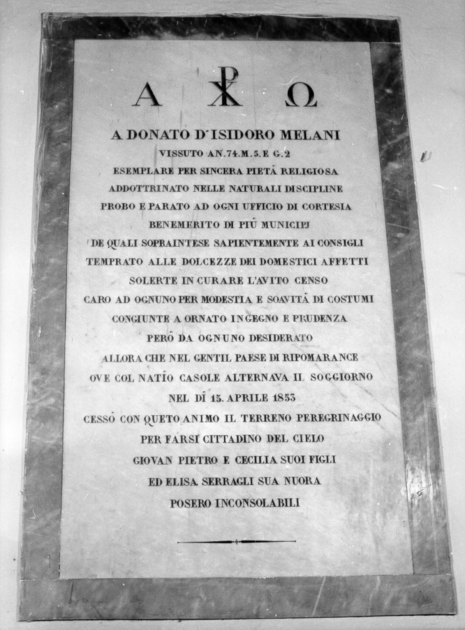 Α ☧ Ω
A DONATO D'ISIDORO MELANI
VISSUTO AN. 74. M. 5. E G. 2
ESEMPLARE PER SINCERA PIETÀ RELIGIOSA
ADDOTTRINATO NELLE NATURALI DISCIPLINE
PROBO E PARATO AD OGNI UFFICIO DI CORTESIA
BENEMERITO DI PIÙ MUNICIPJ
DE QUALI SOPRAINTESE SAPIENTEMENTE AI CONSIGLI
TEMPRATO ALLE DOLCEZZE DEI DOMESTICI AFFETTI
SOLERTE IN CURARE L'AVITO CENSO
CARO AD OGNUNO PER MODESTIA E SOAVITÀ DI COSTUMI
CONGIUNTE A ORNATO INGEGNO E PRUDENZA
PERÒ DA OGNUNO DESIDERATO
ALLORA CHE NEL GENTIL PAESE DI RIPOMARANCE
OVE COL NATÌO CASOLE ALTERNAVA IL SOGGIORNO
NEL DÌ 15. APRILE 1855
CESSÒ CON QUETO ANIMO IL TERRENO PEREGRINAGGIO
PER FARSI CITTADINO DEL CIELO
GIOVAN PIETRO E CECILIA SUOI FIGLI
ED ELISA SERRAGLI SUA NUORA
POSERO INCONSOLABILI